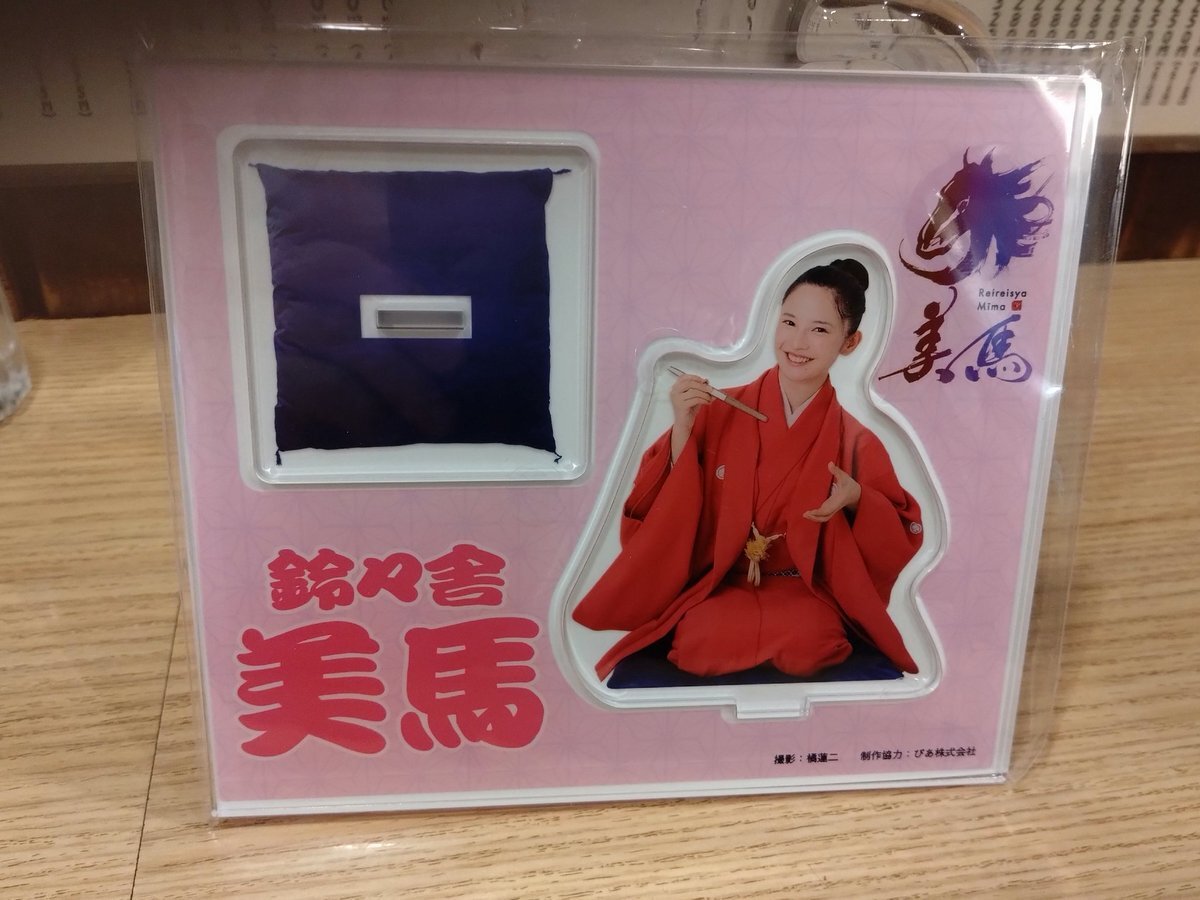 Reireisya
Mima
美馬
鈴々舎
美馬
撮影：橘蓮二　制作協力：ぴあ株式会社